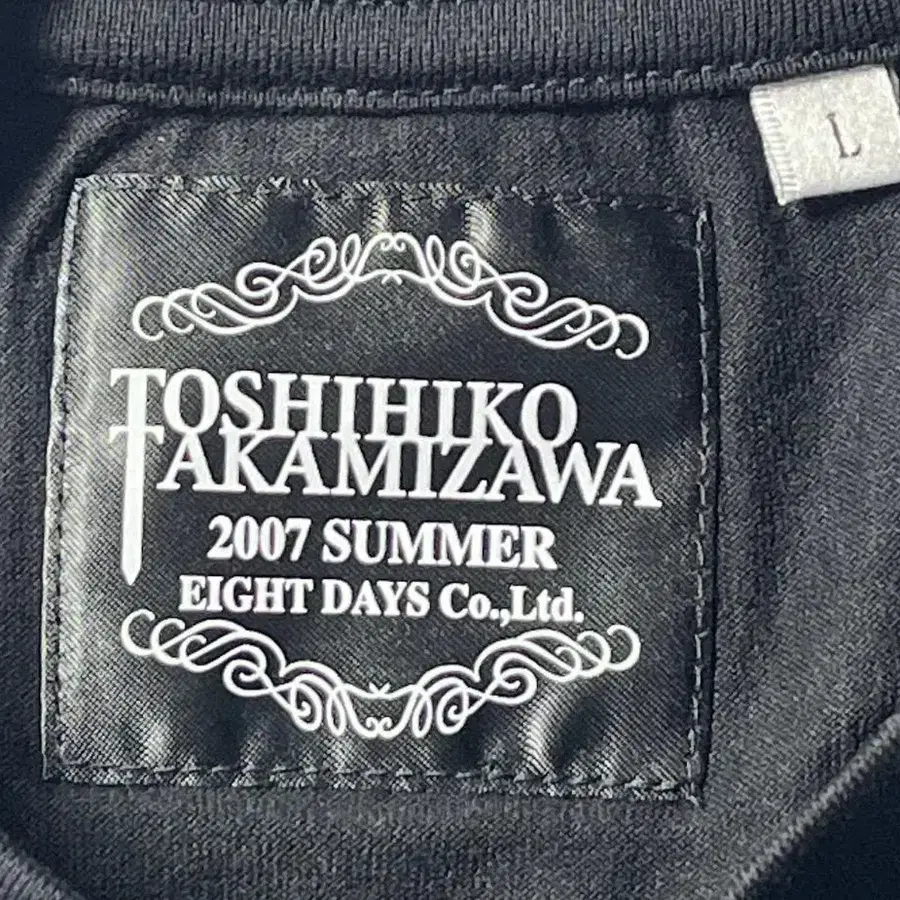 L
TOSHIHIKO
TAKAMIZAWA
2007 SUMMER
EIGHT DAYS Co.,Ltd.